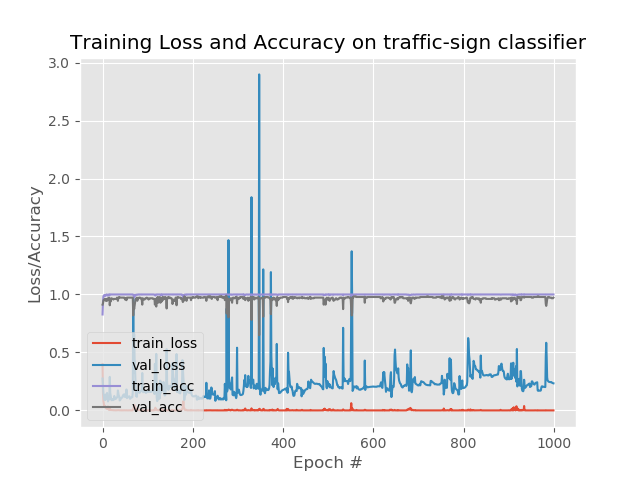 Training Loss and Accuracy on traffic-sign classifier
3.0
2.5
2.0
1.5
1.0
0.5
0.0
Loss/Accuracy
train_loss
val_loss
train_acc
val_acc
0 200 400 600 800 1000
Epoch #